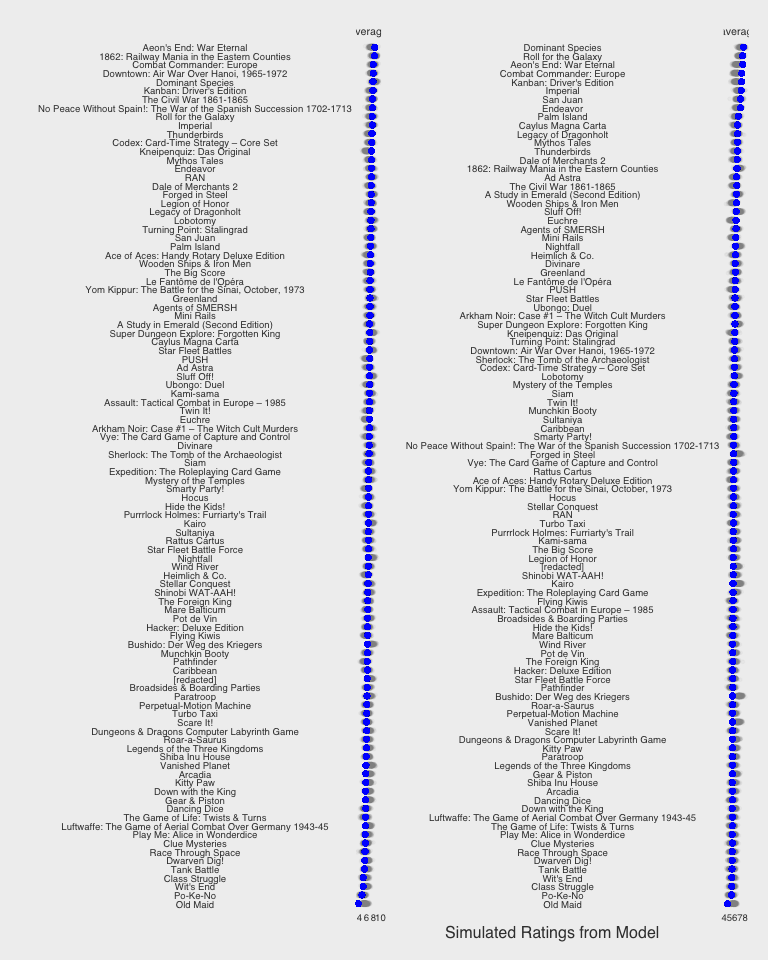 verag
Aeon's End: War Eternal
1862: Railway Mania in the Eastern Counties
Combat Commander: Europe
Downtown: Air War Over Hanoi, 1965-1972
Dominant Species
Kanban: Driver's Edition
The Civil War 1861-1865
No Peace Without Spain!: The War of the Spanish Succession 1702-1713
Roll for the Galaxy
Imperial
Thunderbirds
Codex: Card-Time Strategy – Core Set
Kneipenquiz: Das Original
Mythos Tales
Endeavor
RAN
Dale of Merchants 2
Forged in Steel
Legion of Honor
Legacy of Dragonholt
Lobotomy
Turning Point: Stalingrad
San Juan
Palm Island
Ace of Aces: Handy Rotary Deluxe Edition
Wooden Ships & Iron Men
The Big Score
Le Fantôme de l'Opéra
Yom Kippur: The Battle for the Sinai, October, 1973
Greenland
Agents of SMERSH
Mini Rails
A Study in Emerald (Second Edition)
Super Dungeon Explore: Forgotten King
Caylus Magna Carta
Star Fleet Battles
PUSH
Ad Astra
Sluff Off!
Ubongo: Duel
Kami-sama
Assault: Tactical Combat in Europe – 1985
Twin It!
Euchre
Arkham Noir: Case #1 – The Witch Cult Murders
Vye: The Card Game of Capture and Control
Divinare
Sherlock: The Tomb of the Archaeologist
Siam
Expedition: The Roleplaying Card Game
Mystery of the Temples
Smarty Party!
Hocus
Hide the Kids!
Purrrlock Holmes: Furriarty's Trail
Kairo
Sultaniya
Rattus Cartus
Star Fleet Battle Force
Nightfall
Wind River
Heimlich & Co.
Stellar Conquest
Shinobi WAT-AAH!
The Foreign King
Mare Balticum
Pot de Vin
Hacker: Deluxe Edition
Flying Kiwis
Bushido: Der Weg des Kriegers
Munchkin Booty
Pathfinder
Caribbean
[redacted]
Broadsides & Boarding Parties
Paratroop
Perpetual-Motion Machine
Turbo Taxi
Scare It!
Dungeons & Dragons Computer Labyrinth Game
Roar-a-Saurus
Legends of the Three Kingdoms
Shiba Inu House
Vanished Planet
Arcadia
Kitty Paw
Down with the King
Gear & Piston
Dancing Dice
The Game of Life: Twists & Turns
Luftwaffe: The Game of Aerial Combat Over Germany 1943-45
Play Me: Alice in Wonderdice
Clue Mysteries
Race Through Space
Dwarven Dig!
Tank Battle
Class Struggle
Wit's End
Po-Ke-No
Old Maid
4 6 8 10
verag
Dominant Species
Roll for the Galaxy
Aeon's End: War Eternal
Combat Commander: Europe
Kanban: Driver's Edition
Imperial
San Juan
Endeavor
Palm Island
Caylus Magna Carta
Legacy of Dragonholt
Mythos Tales
Thunderbirds
Dale of Merchants 2
1862: Railway Mania in the Eastern Counties
Ad Astra
The Civil War 1861-1865
A Study in Emerald (Second Edition)
Wooden Ships & Iron Men
Sluff Off!
Euchre
Agents of SMERSH
Mini Rails
Nightfall
Heimlich & Co.
Divinare
Greenland
Le Fantôme de l'Opéra
PUSH
Star Fleet Battles
Ubongo: Duel
Arkham Noir: Case #1 – The Witch Cult Murders
Super Dungeon Explore: Forgotten King
Kneipenquiz: Das Original
Turning Point: Stalingrad
Downtown: Air War Over Hanoi, 1965-1972
Sherlock: The Tomb of the Archaeologist
Codex: Card-Time Strategy – Core Set
Lobotomy
Mystery of the Temples
Siam
Twin It!
Munchkin Booty
Sultaniya
Caribbean
Smarty Party!
No Peace Without Spain!: The War of the Spanish Succession 1702-1713
Forged in Steel
Vye: The Card Game of Capture and Control
Rattus Cartus
Ace of Aces: Handy Rotary Deluxe Edition
Yom Kippur: The Battle for the Sinai, October, 1973
Hocus
Stellar Conquest
RAN
Turbo Taxi
Purrrlock Holmes: Furriarty's Trail
Kami-sama
The Big Score
Legion of Honor
[redacted]
Shinobi WAT-AAH!
Kairo
Expedition: The Roleplaying Card Game
Flying Kiwis
Assault: Tactical Combat in Europe – 1985
Broadsides & Boarding Parties
Hide the Kids!
Mare Balticum
Wind River
Pot de Vin
The Foreign King
Hacker: Deluxe Edition
Star Fleet Battle Force
Pathfinder
Bushido: Der Weg des Kriegers
Roar-a-Saurus
Perpetual-Motion Machine
Vanished Planet
Scare It!
Dungeons & Dragons Computer Labyrinth Game
Kitty Paw
Paratroop
Legends of the Three Kingdoms
Gear & Piston
Shiba Inu House
Arcadia
Dancing Dice
Down with the King
Luftwaffe: The Game of Aerial Combat Over Germany 1943-45
The Game of Life: Twists & Turns
Play Me: Alice in Wonderdice
Clue Mysteries
Race Through Space
Dwarven Dig!
Tank Battle
Wit's End
Class Struggle
Po-Ke-No
Old Maid
45678
Simulated Ratings from Model